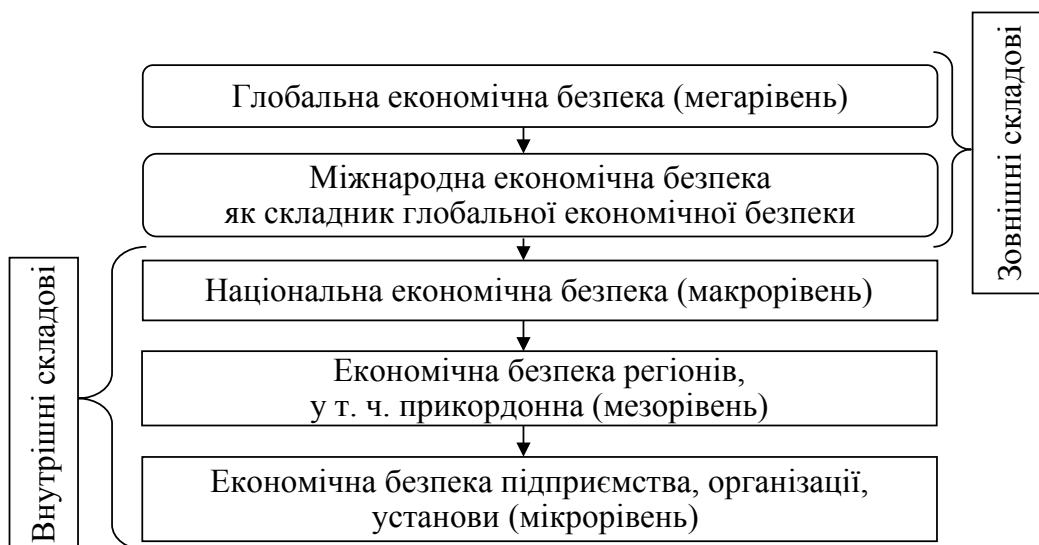 Глобальна економічна безпека (мегарівень)
Міжнародна економічна безпека
як складник глобальної економічної безпеки
Зовнішні складові
Національна економічна безпека (макрорівень)
Економічна безпека регіонів,
у т. ч. прикордонна (мезорівень)
Економічна безпека підприємства, організації,
установи (мікрорівень)
Внутрішні складові